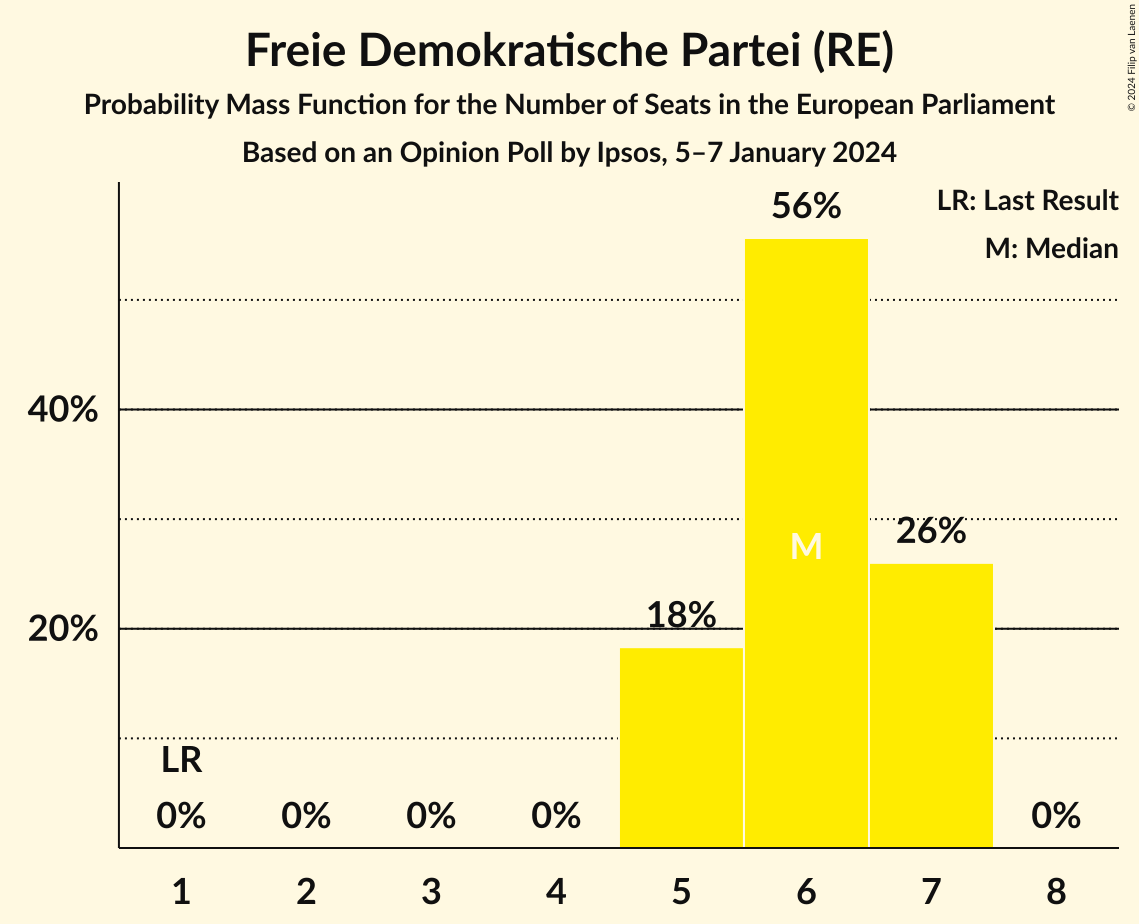 Freie Demokratische Partei (RE)
Probability Mass Function for the Number of Seats in the European Parliament
Based on an Opinion Poll by Ipsos, 5–7 January 2024
© 2024 Filip van Laenen
LR: Last Result
M: Median
56%
40%
26%
M
20%
18%
LR
0% 0% 0% 0% 0%
1 2 3 4 5 6 7 8